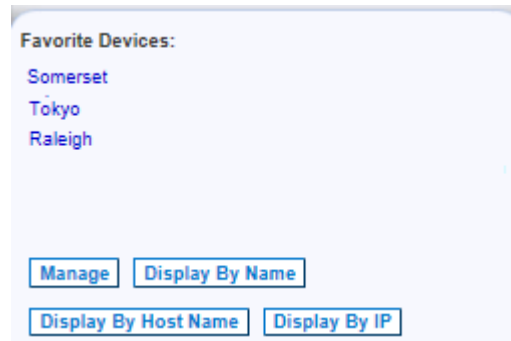 Favorite Devices:
Somerset
Tokyo
Raleigh
Manage Display By Name
Display By Host Name Display By IP